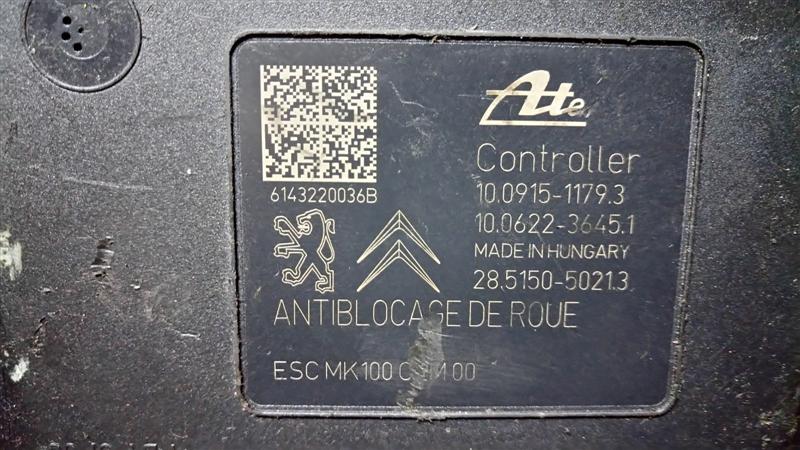 Ate
6143220036B
Controller
10.0915-1179.3
10.0622-3645.1
MADE IN HUNGARY
28.5150-5021.3
ANTIBLOCAGE DE ROUE
ESC MK100 00